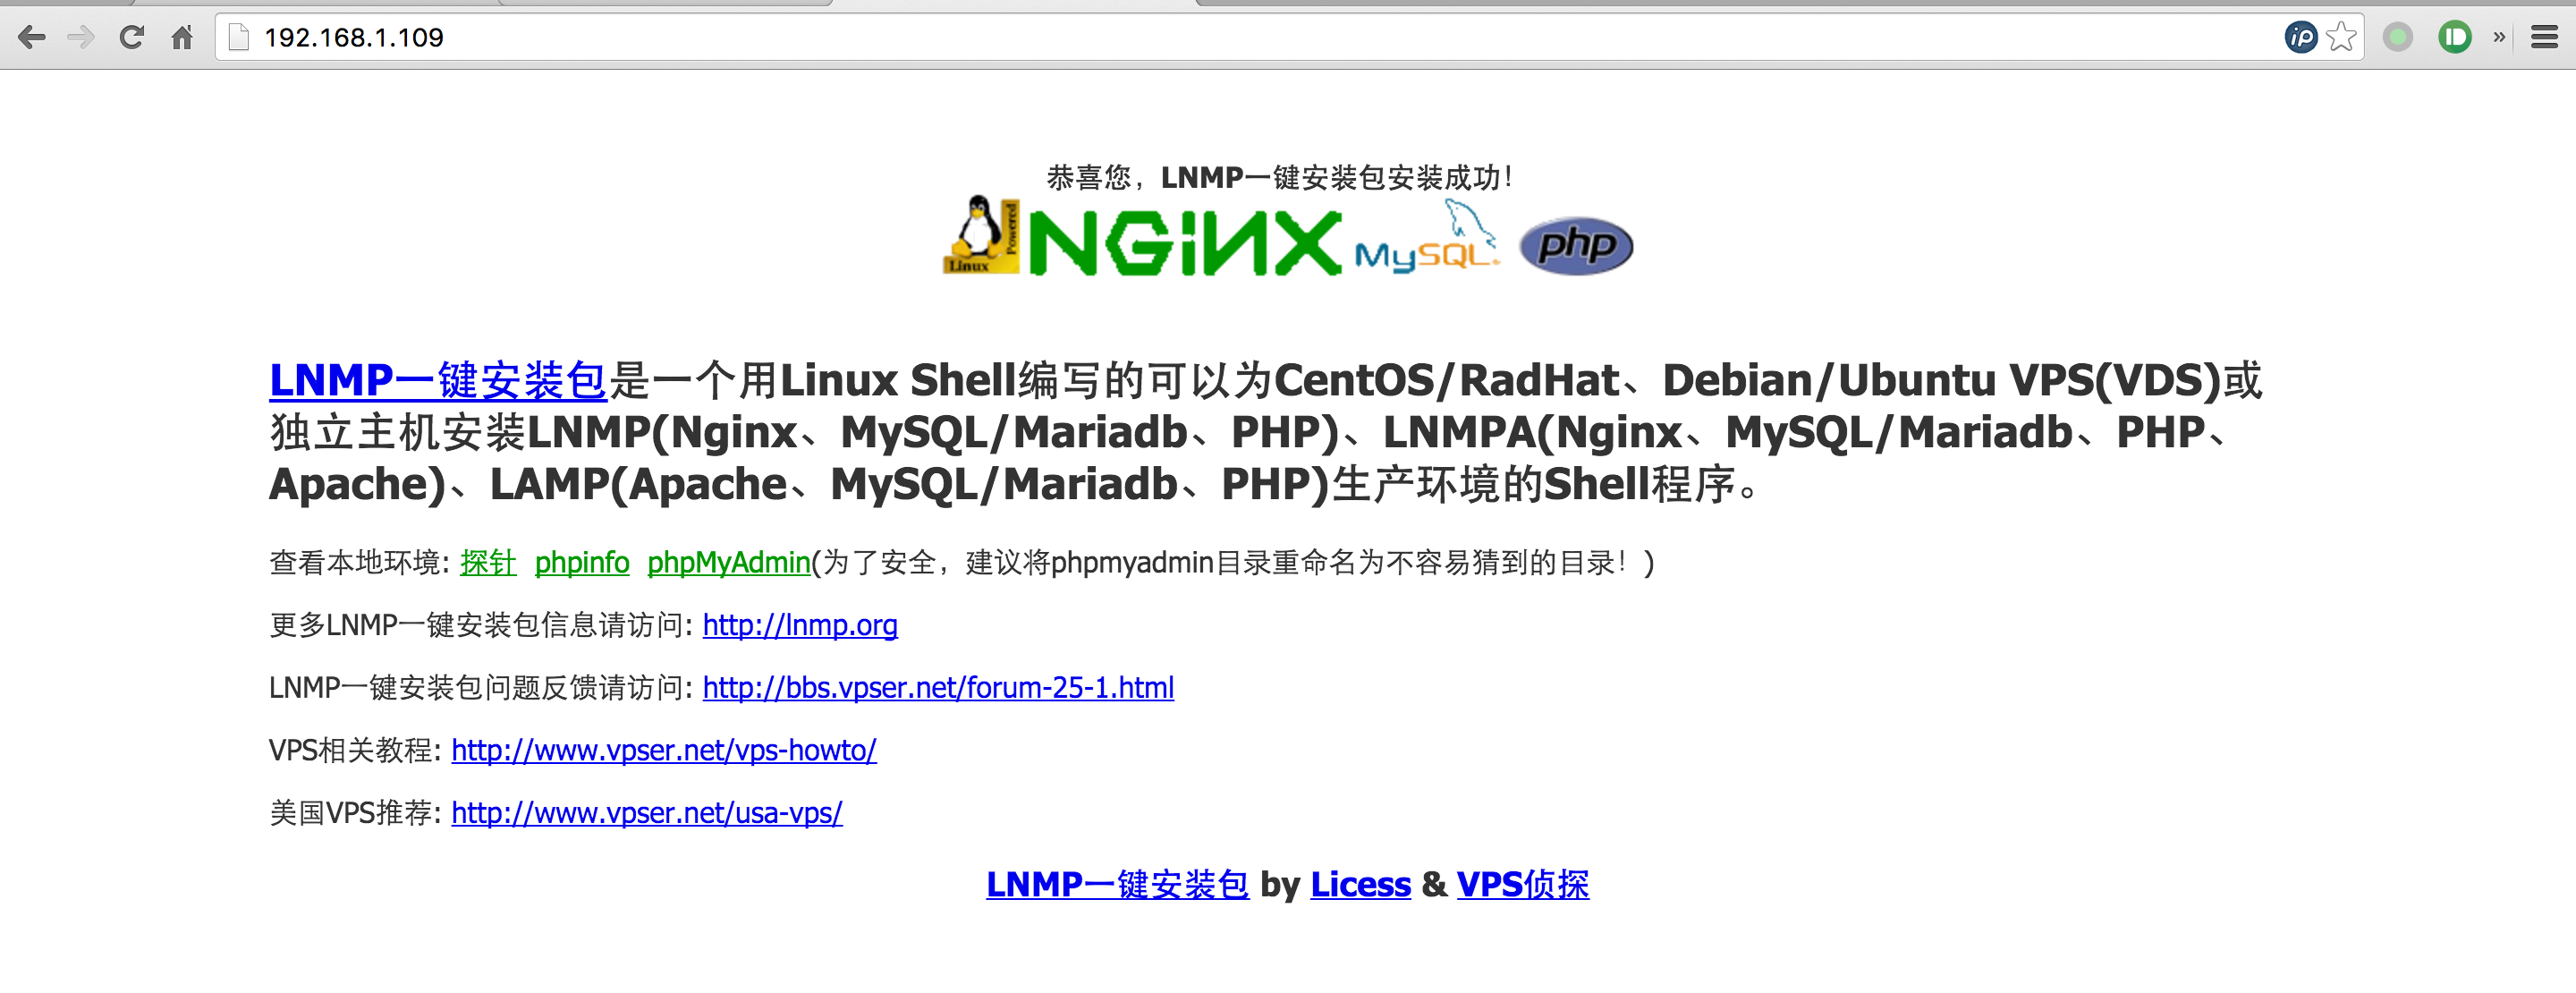 192.168.1.109
恭喜您，LNMP一键安装包安装成功！
Linux Powered NGiNX MySQL php
LNMP一键安装包是一个用Linux Shell编写的可以为CentOS/RadHat、Debian/Ubuntu VPS(VDS)或
独立主机安装LNMP(Nginx、MySQL/Mariadb、PHP)、LNMPA(Nginx、MySQL/Mariadb、PHP、
Apache)、LAMP(Apache、MySQL/Mariadb、PHP)生产环境的Shell程序。
查看本地环境: 探针 phpinfo phpMyAdmin(为了安全，建议将phpmyadmin目录重命名为不容易猜到的目录！)
更多LNMP一键安装包信息请访问: http://lnmp.org
LNMP一键安装包问题反馈请访问: http://bbs.vpser.net/forum-25-1.html
VPS相关教程: http://www.vpser.net/vps-howto/
美国VPS推荐: http://www.vpser.net/usa-vps/
LNMP一键安装包 by Licess & VPS侦探